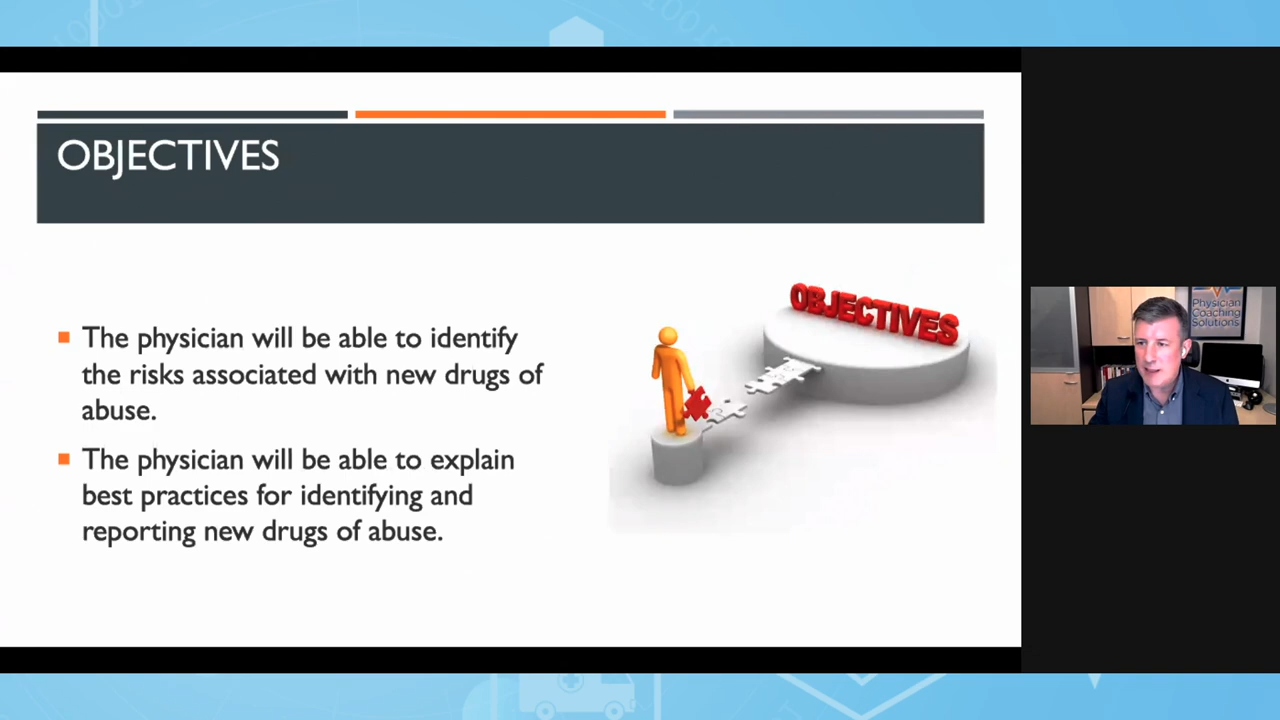 OBJECTIVES
The physician will be able to identify
the risks associated with new drugs of
abuse.
The physician will be able to explain
best practices for identifying and
reporting new drugs of abuse.
OBJECTIVES
Physician
Coaching
Solutions